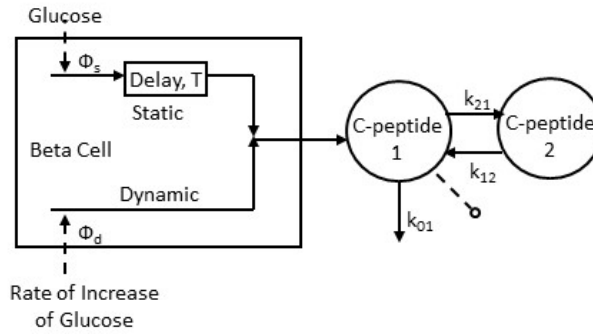 Glucose
Φs
Delay, T
Static
Beta Cell
Dynamic
Φd
Rate of Increase
of Glucose
C-peptide
1
k21
k12
k01
C-peptide
2